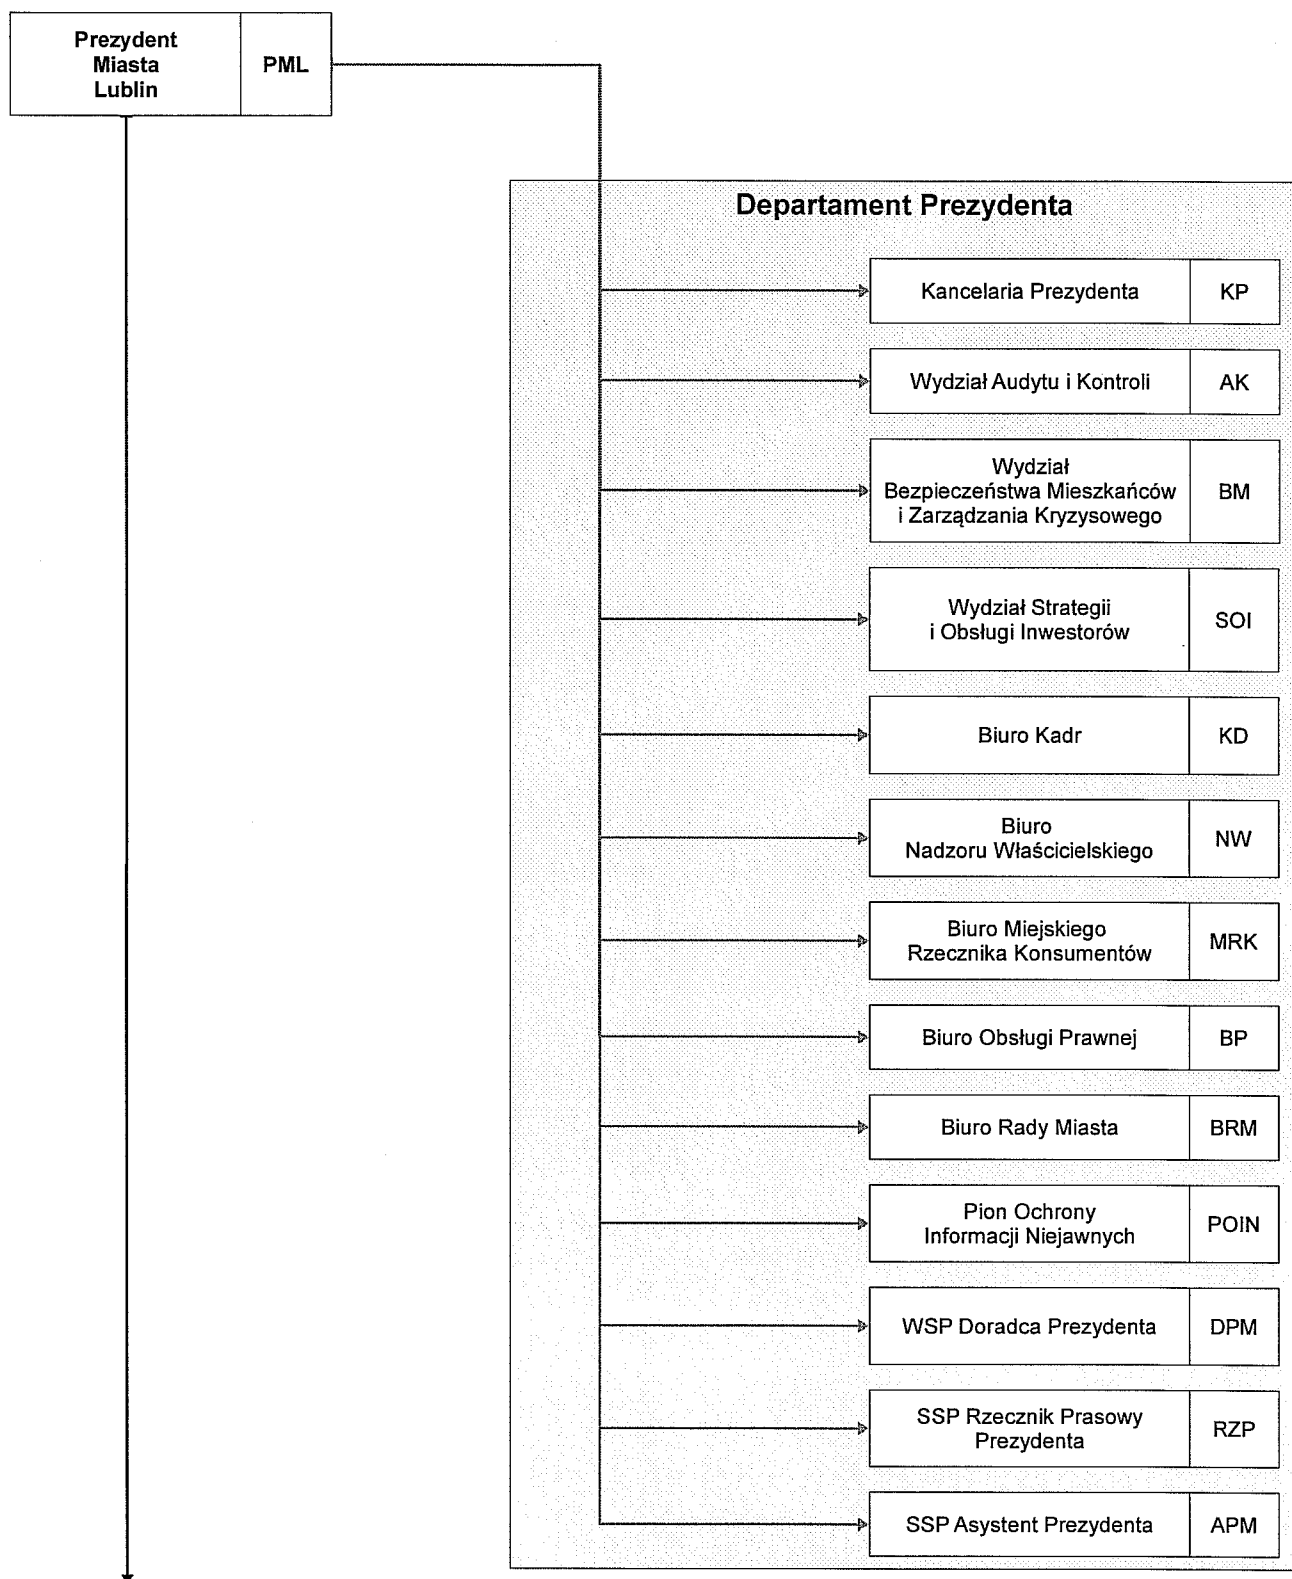 Prezydent
Miasta
Lublin
PML
Departament Prezydenta
Kancelaria Prezydenta
KP
Wydział Audytu i Kontroli
AK
Wydział
Bezpieczeństwa Mieszkańców
i Zarządzania Kryzysowego
BM
Wydział Strategii
i Obsługi Inwestorów
SOI
Biuro Kadr
KD
Biuro
Nadzoru Właścicielskiego
NW
Biuro Miejskiego
Rzecznika Konsumentów
MRK
Biuro Obsługi Prawnej
BP
Biuro Rady Miasta
BRM
Pion Ochrony
Informacji Niejawnych
POIN
WSP Doradca Prezydenta
DPM
SSP Rzecznik Prasowy
Prezydenta
RZP
SSP Asystent Prezydenta
APM